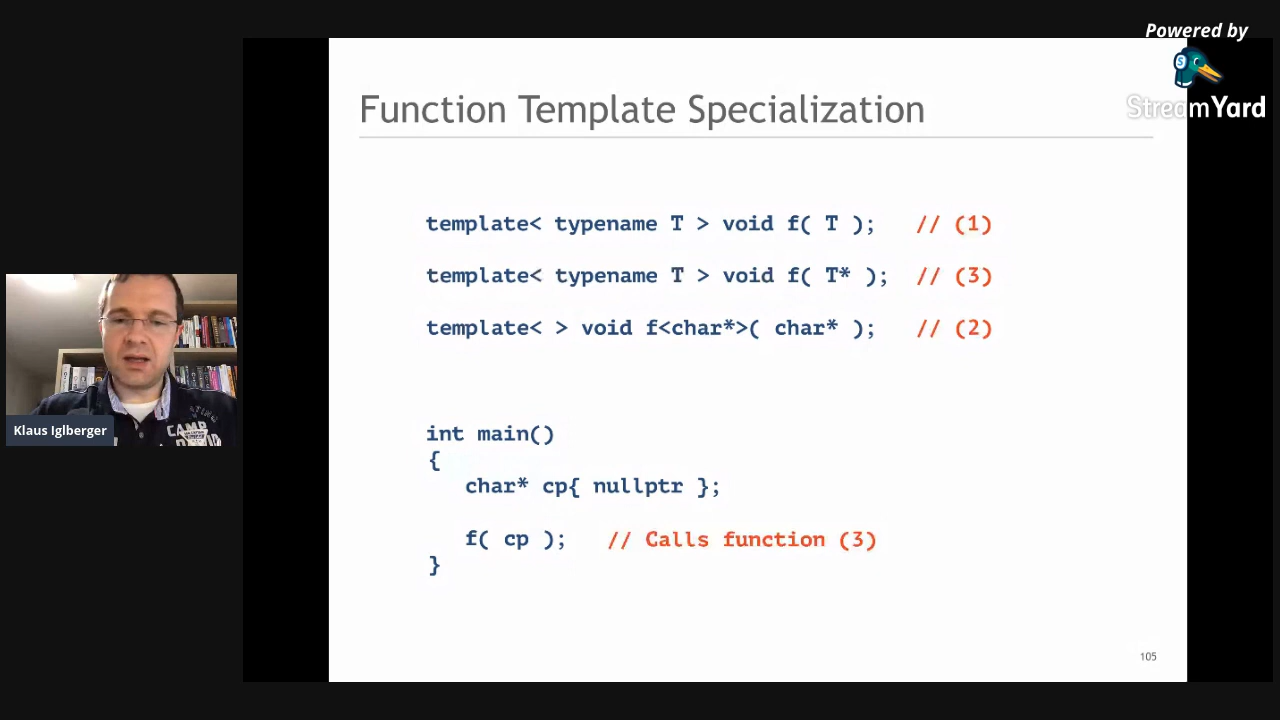 Powered by
StreamYard
Function Template Specialization
template< typename T > void f( T );   // (1)
template< typename T > void f( T* );  // (3)
template< > void f<char*>( char* );   // (2)
int main()
{
   char* cp{ nullptr };
   f( cp );   // Calls function (3)
}
Klaus Iglberger
CAMP
105